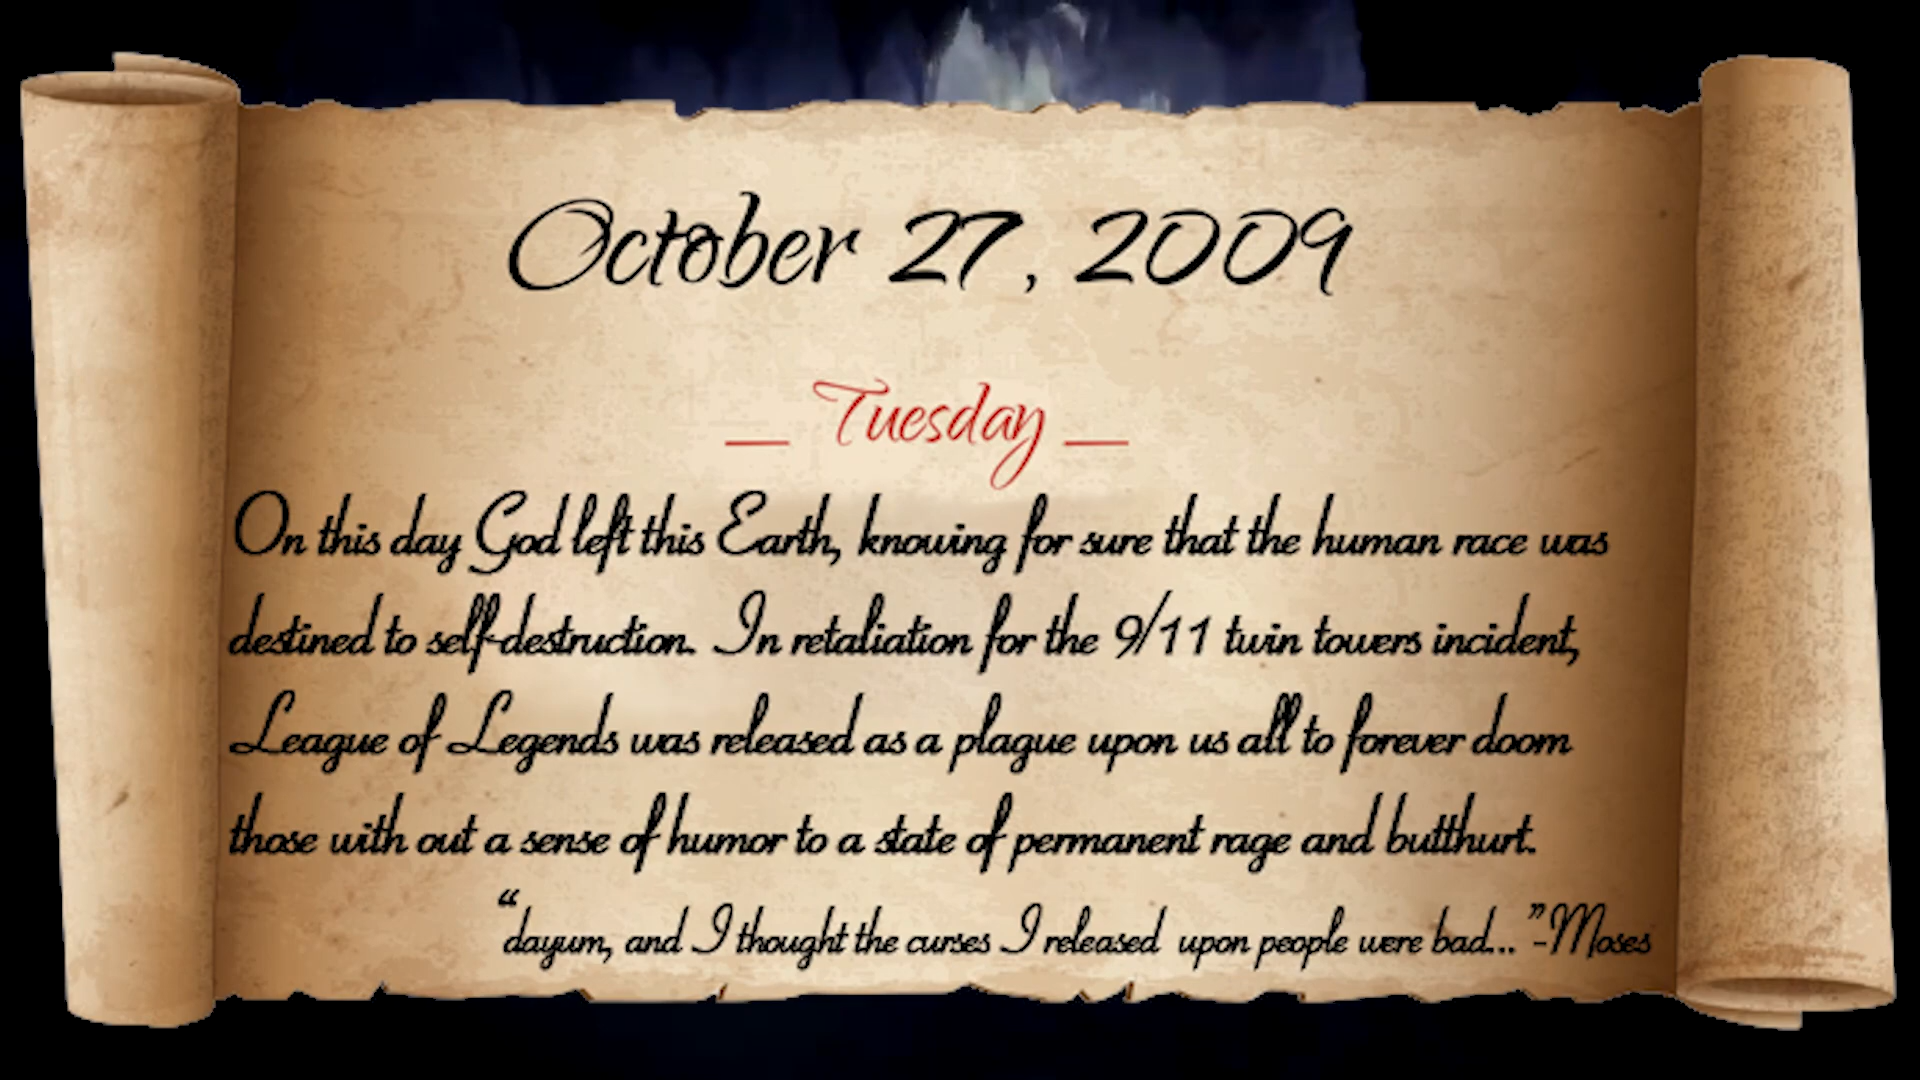 October 27, 2009
__ Tuesday __
On this day God left this Earth, knowing for sure that the human race was
destined to self-destruction. In retaliation for the 9/11 twin towers incident,
League of Legends was released as a plague upon us all to forever doom
those with out a sense of humor to a state of permanent rage and butthurt.
“dayum, and I thought the curses I released upon people were bad...”-Moses